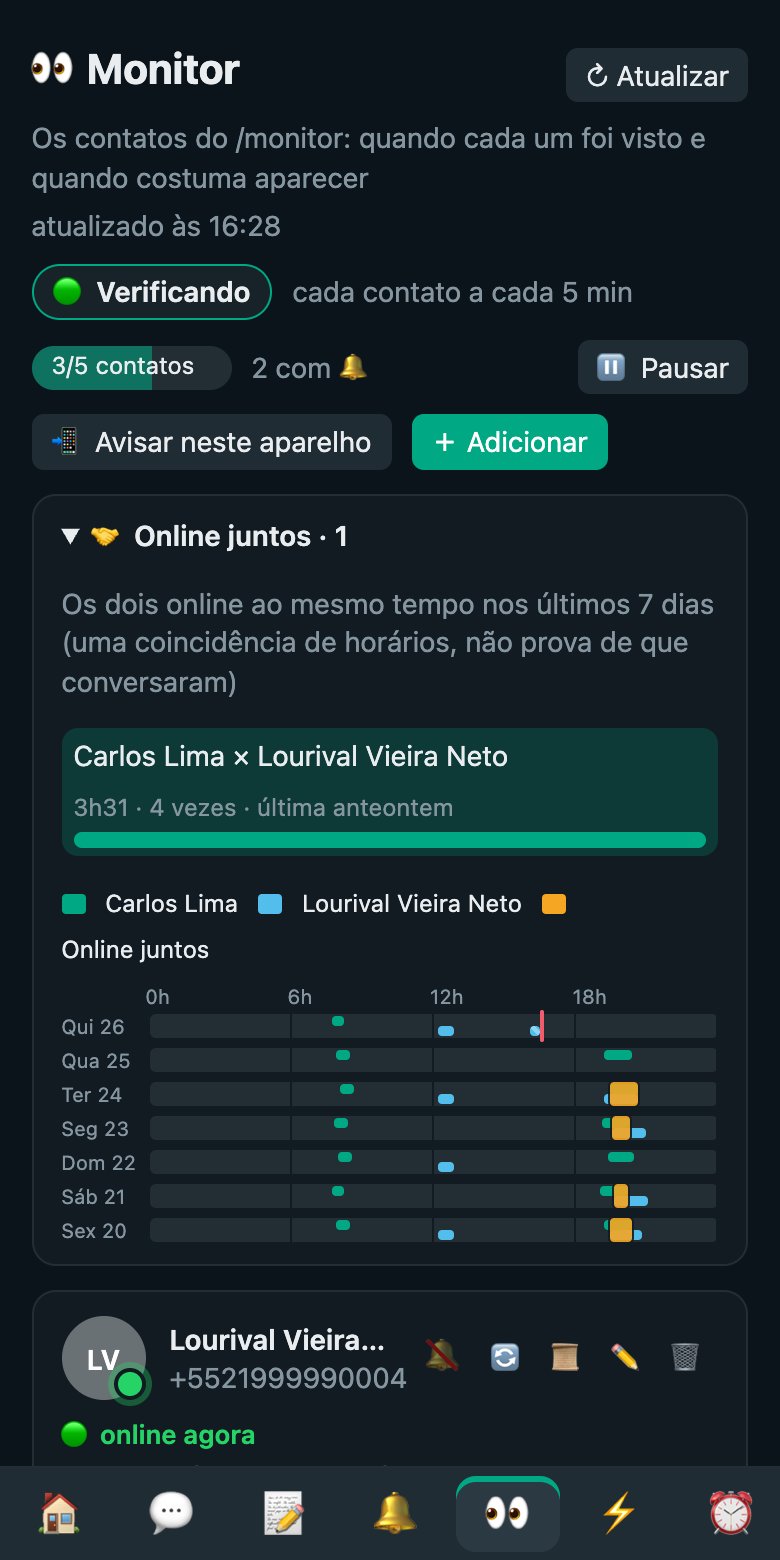 👀 Monitor
↻ Atualizar
Os contatos do /monitor: quando cada um foi visto e
quando costuma aparecer
atualizado às 16:28
🟢 Verificando
cada contato a cada 5 min
3/5 contatos
2 com 🔔
⏸️ Pausar
📲 Avisar neste aparelho
+ Adicionar
▼ 🤝 Online juntos · 1
Os dois online ao mesmo tempo nos últimos 7 dias
(uma coincidência de horários, não prova de que
conversaram)
Carlos Lima × Lourival Vieira Neto
3h31 · 4 vezes · última anteontem
Carlos Lima
Lourival Vieira Neto
Online juntos
0h 6h 12h 18h
Qui 26
Qua 25
Ter 24
Seg 23
Dom 22
Sáb 21
Sex 20
LV
Lourival Vieira...
+5521999990004
🟢 online agora